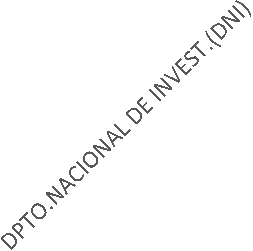 DPTO.NACIONAL DE INVEST.(DNI)